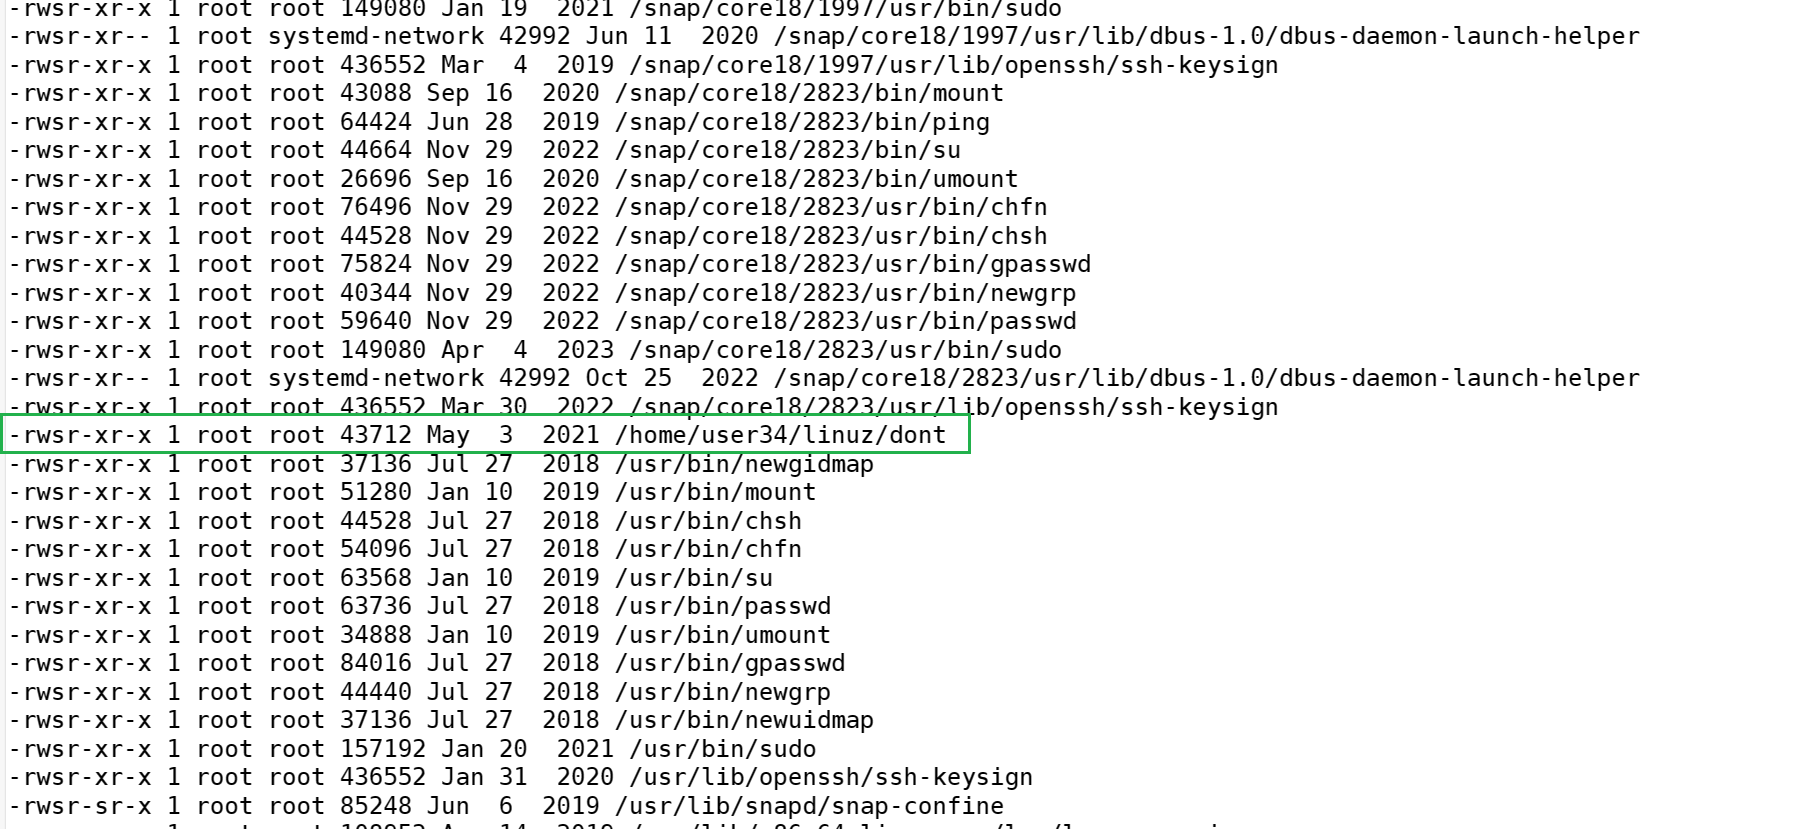 -rwsr-xr-x 1 root root 149080 Jan 19  2021 /snap/core18/1997/usr/bin/sudo
-rwsr-xr-- 1 root systemd-network 42992 Jun 11  2020 /snap/core18/1997/usr/lib/dbus-1.0/dbus-daemon-launch-helper
-rwsr-xr-x 1 root root 436552 Mar  4  2019 /snap/core18/1997/usr/lib/openssh/ssh-keysign
-rwsr-xr-x 1 root root 43088 Sep 16  2020 /snap/core18/2823/bin/mount
-rwsr-xr-x 1 root root 64424 Jun 28  2019 /snap/core18/2823/bin/ping
-rwsr-xr-x 1 root root 44664 Nov 29  2022 /snap/core18/2823/bin/su
-rwsr-xr-x 1 root root 26696 Sep 16  2020 /snap/core18/2823/bin/umount
-rwsr-xr-x 1 root root 76496 Nov 29  2022 /snap/core18/2823/usr/bin/chfn
-rwsr-xr-x 1 root root 44528 Nov 29  2022 /snap/core18/2823/usr/bin/chsh
-rwsr-xr-x 1 root root 75824 Nov 29  2022 /snap/core18/2823/usr/bin/gpasswd
-rwsr-xr-x 1 root root 40344 Nov 29  2022 /snap/core18/2823/usr/bin/newgrp
-rwsr-xr-x 1 root root 59640 Nov 29  2022 /snap/core18/2823/usr/bin/passwd
-rwsr-xr-x 1 root root 149080 Apr  4  2023 /snap/core18/2823/usr/bin/sudo
-rwsr-xr-- 1 root systemd-network 42992 Oct 25  2022 /snap/core18/2823/usr/lib/dbus-1.0/dbus-daemon-launch-helper
-rwsr-xr-x 1 root root 436552 Mar 30  2022 /snap/core18/2823/usr/lib/openssh/ssh-keysign
-rwsr-xr-x 1 root root 43712 May  3  2021 /home/user34/linuz/dont
-rwsr-xr-x 1 root root 37136 Jul 27  2018 /usr/bin/newgidmap
-rwsr-xr-x 1 root root 51280 Jan 10  2019 /usr/bin/mount
-rwsr-xr-x 1 root root 44528 Jul 27  2018 /usr/bin/chsh
-rwsr-xr-x 1 root root 54096 Jul 27  2018 /usr/bin/chfn
-rwsr-xr-x 1 root root 63568 Jan 10  2019 /usr/bin/su
-rwsr-xr-x 1 root root 63736 Jul 27  2018 /usr/bin/passwd
-rwsr-xr-x 1 root root 34888 Jan 10  2019 /usr/bin/umount
-rwsr-xr-x 1 root root 84016 Jul 27  2018 /usr/bin/gpasswd
-rwsr-xr-x 1 root root 44440 Jul 27  2018 /usr/bin/newgrp
-rwsr-xr-x 1 root root 37136 Jul 27  2018 /usr/bin/newuidmap
-rwsr-xr-x 1 root root 157192 Jan 20  2021 /usr/bin/sudo
-rwsr-xr-x 1 root root 436552 Jan 31  2020 /usr/lib/openssh/ssh-keysign
-rwsr-sr-x 1 root root 85248 Jun  6  2019 /usr/lib/snapd/snap-confine